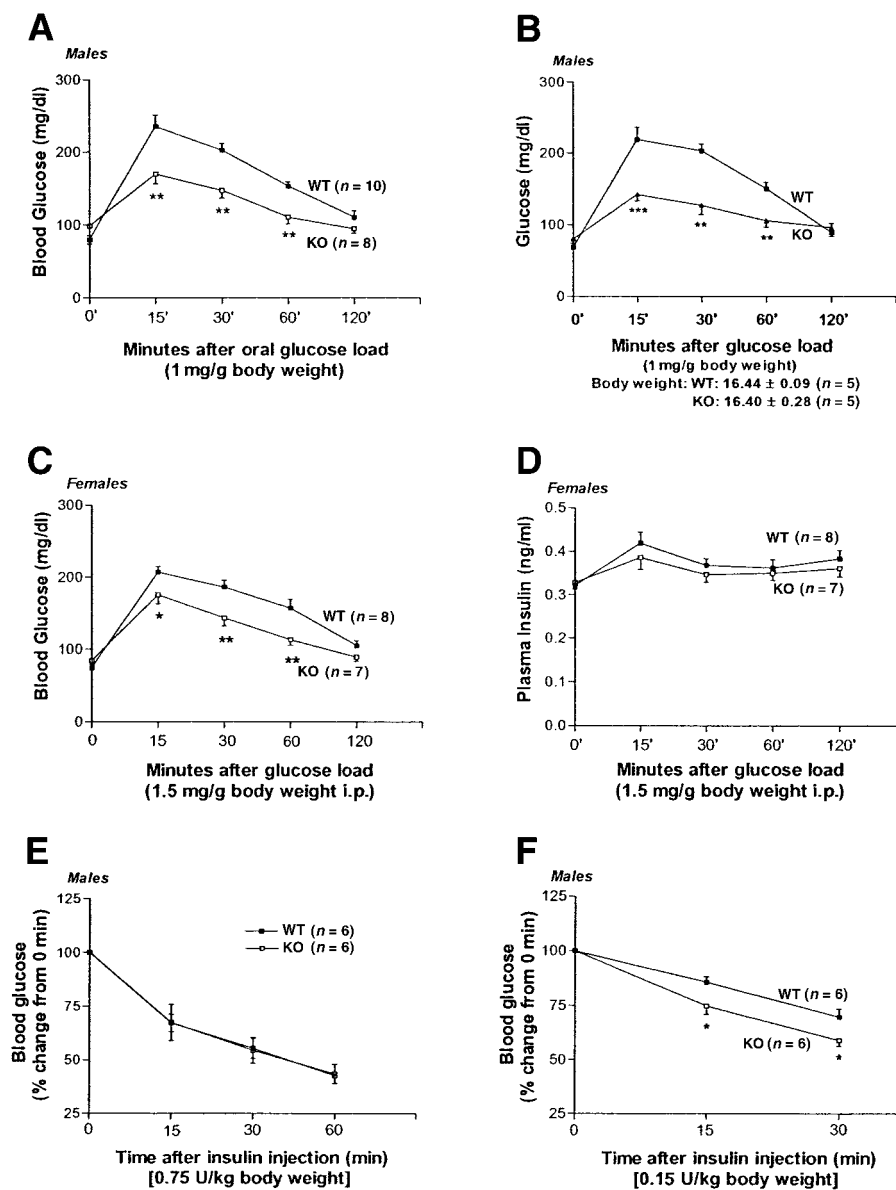 A
Males
Blood Glucose (mg/dl)
300
200
100
0
WT (n = 10)
**
**
**
KO (n = 8)
0'
15'
30'
60'
120'
Minutes after oral glucose load
(1 mg/g body weight)
B
Males
Glucose (mg/dl)
300
200
100
0
WT
KO
***
**
**
0'
15'
30'
60'
120'
Minutes after glucose load
(1 mg/g body weight)
Body weight: WT: 16.44 ± 0.09 (n = 5)
KO: 16.40 ± 0.28 (n = 5)
C
Females
Blood Glucose (mg/dl)
300
200
100
0
WT (n = 8)
*
**
**
KO (n = 7)
0
15
30
60
120
Minutes after glucose load
(1.5 mg/g body weight i.p.)
D
Females
Plasma Insulin (ng/ml)
0.5
0.4
0.3
0.2
0.1
0.0
WT (n = 8)
KO (n = 7)
0'
15'
30'
60'
120'
Minutes after glucose load
(1.5 mg/g body weight i.p.)
E
Males
Blood glucose
(% change from 0 min)
125
100
75
50
25
WT (n = 6)
KO (n = 6)
0
15
30
60
Time after insulin injection (min)
[0.75 U/kg body weight]
F
Males
Blood glucose
(% change from 0 min)
125
100
75
50
25
WT (n = 6)
KO (n = 6)
*
*
0
15
30
Time after insulin injection (min)
[0.15 U/kg body weight]